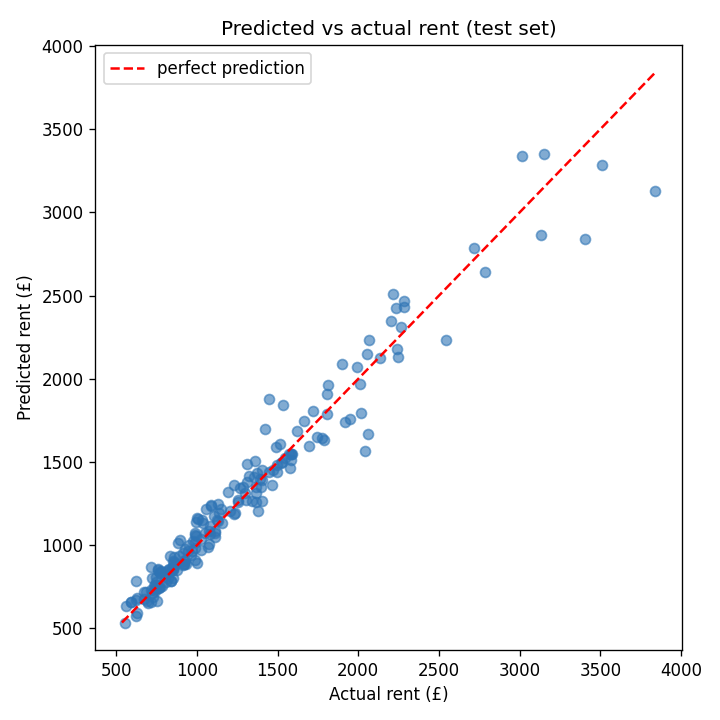 Predicted vs actual rent (test set)
perfect prediction
4000
3500
3000
2500
2000
1500
1000
500
Predicted rent (£)
500 1000 1500 2000 2500 3000 3500 4000
Actual rent (£)